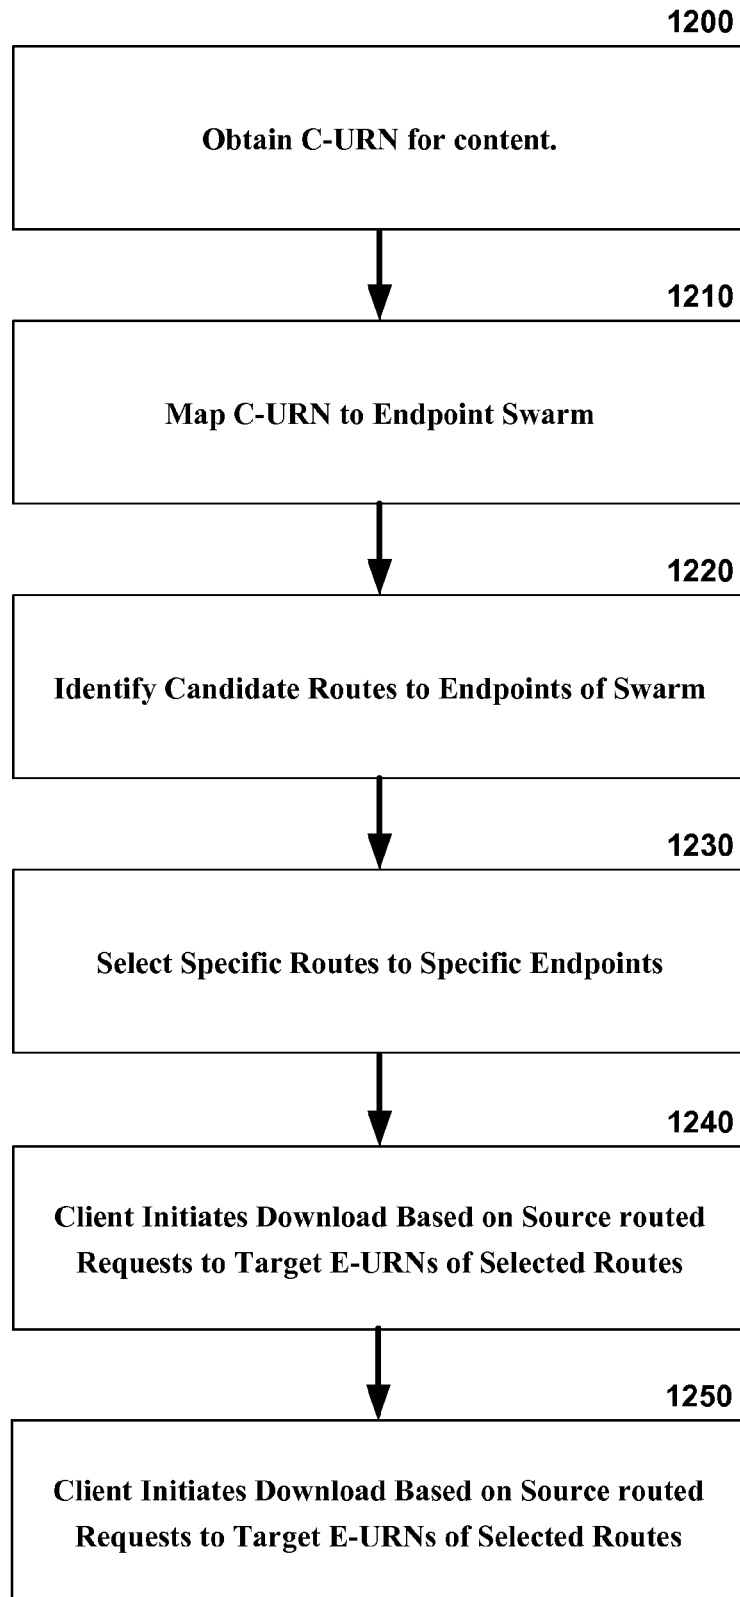 1200
Obtain C-URN for content.
1210
Map C-URN to Endpoint Swarm
1220
Identify Candidate Routes to Endpoints of Swarm
1230
Select Specific Routes to Specific Endpoints
1240
Client Initiates Download Based on Source routed
Requests to Target E-URNs of Selected Routes
1250
Client Initiates Download Based on Source routed
Requests to Target E-URNs of Selected Routes